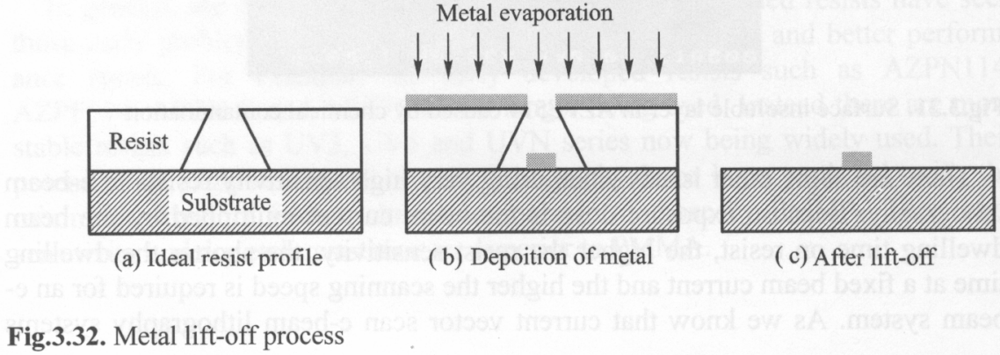 Metal evaporation
Resist
Substrate
(a) Ideal resist profile
( b) Depoition of metal
( c) After lift-off
Fig.3.32. Metal lift-off process